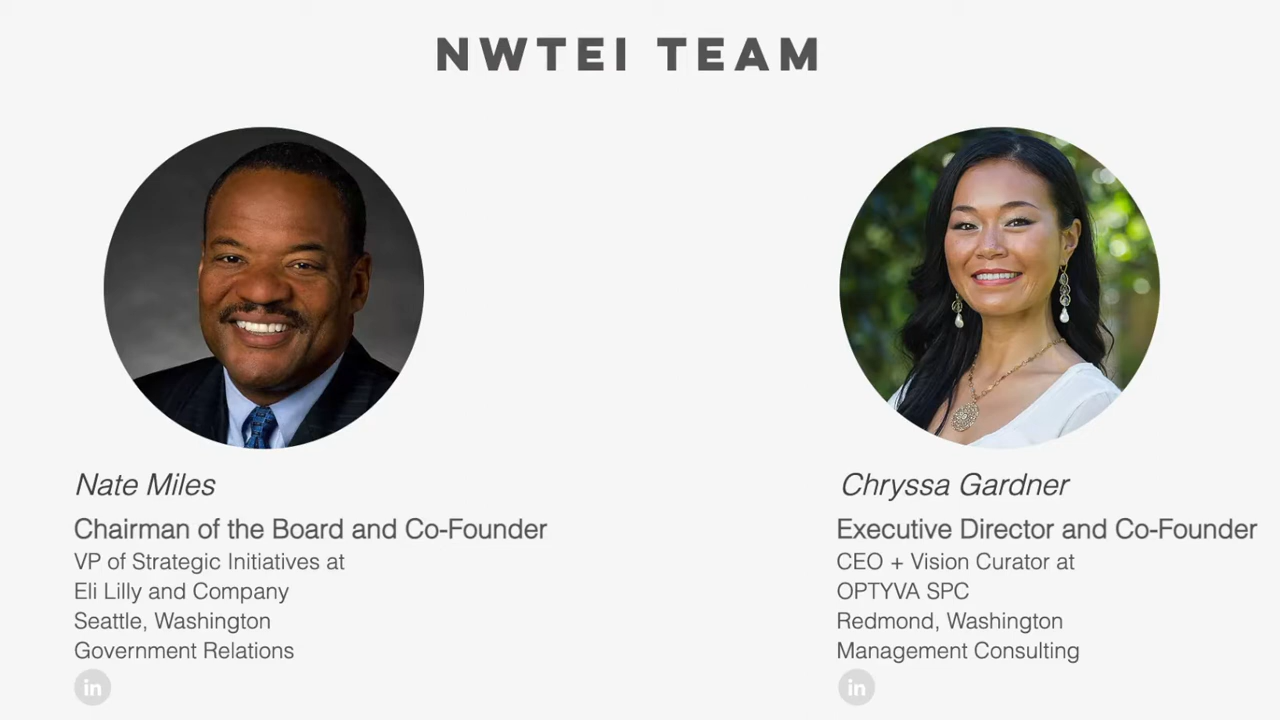 NWTEI TEAM
Nate Miles
Chairman of the Board and Co-Founder
VP of Strategic Initiatives at
Eli Lilly and Company
Seattle, Washington
Government Relations
in
Chryssa Gardner
Executive Director and Co-Founder
CEO + Vision Curator at
OPTYVA SPC
Redmond, Washington
Management Consulting
in